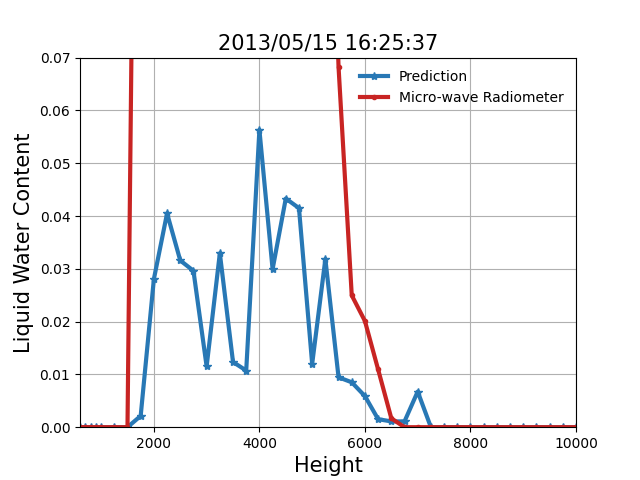 2013/05/15 16:25:37
0.07
0.06
0.05
0.04
0.03
0.02
0.01
0.00
Liquid Water Content
Prediction
Micro-wave Radiometer
2000 4000 6000 8000 10000
Height